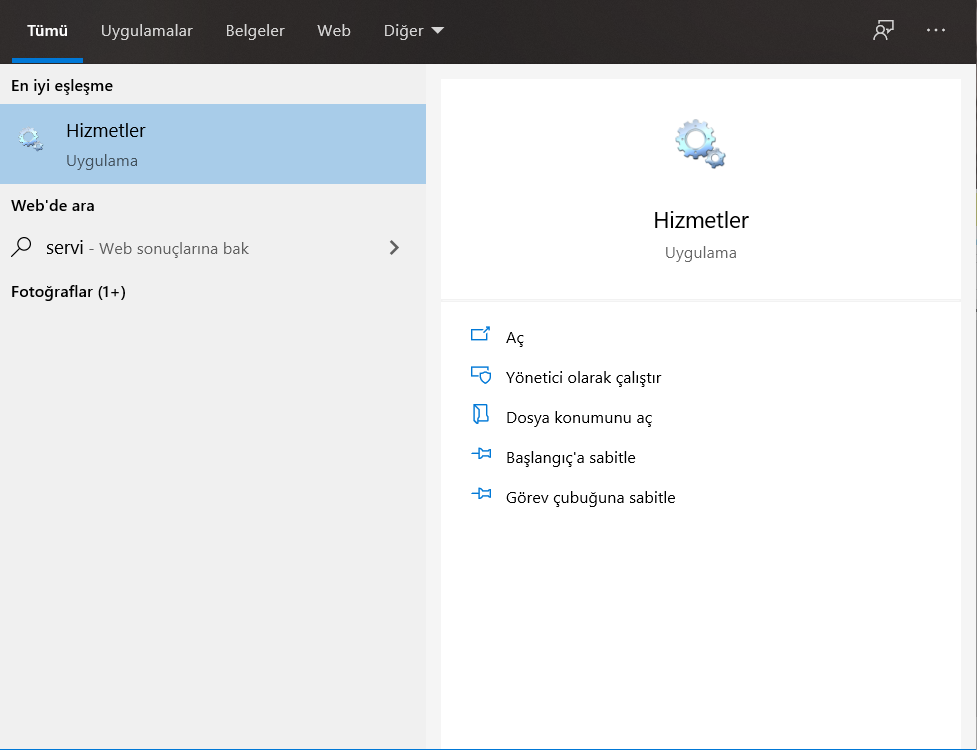 Tümü Uygulamalar Belgeler Web Diğer
En iyi eşleşme
Hizmetler
Uygulama
Web'de ara
servi - Web sonuçlarına bak
Fotoğraflar (1+)
Hizmetler
Uygulama
Aç
Yönetici olarak çalıştır
Dosya konumunu aç
Başlangıç'a sabitle
Görev çubuğuna sabitle